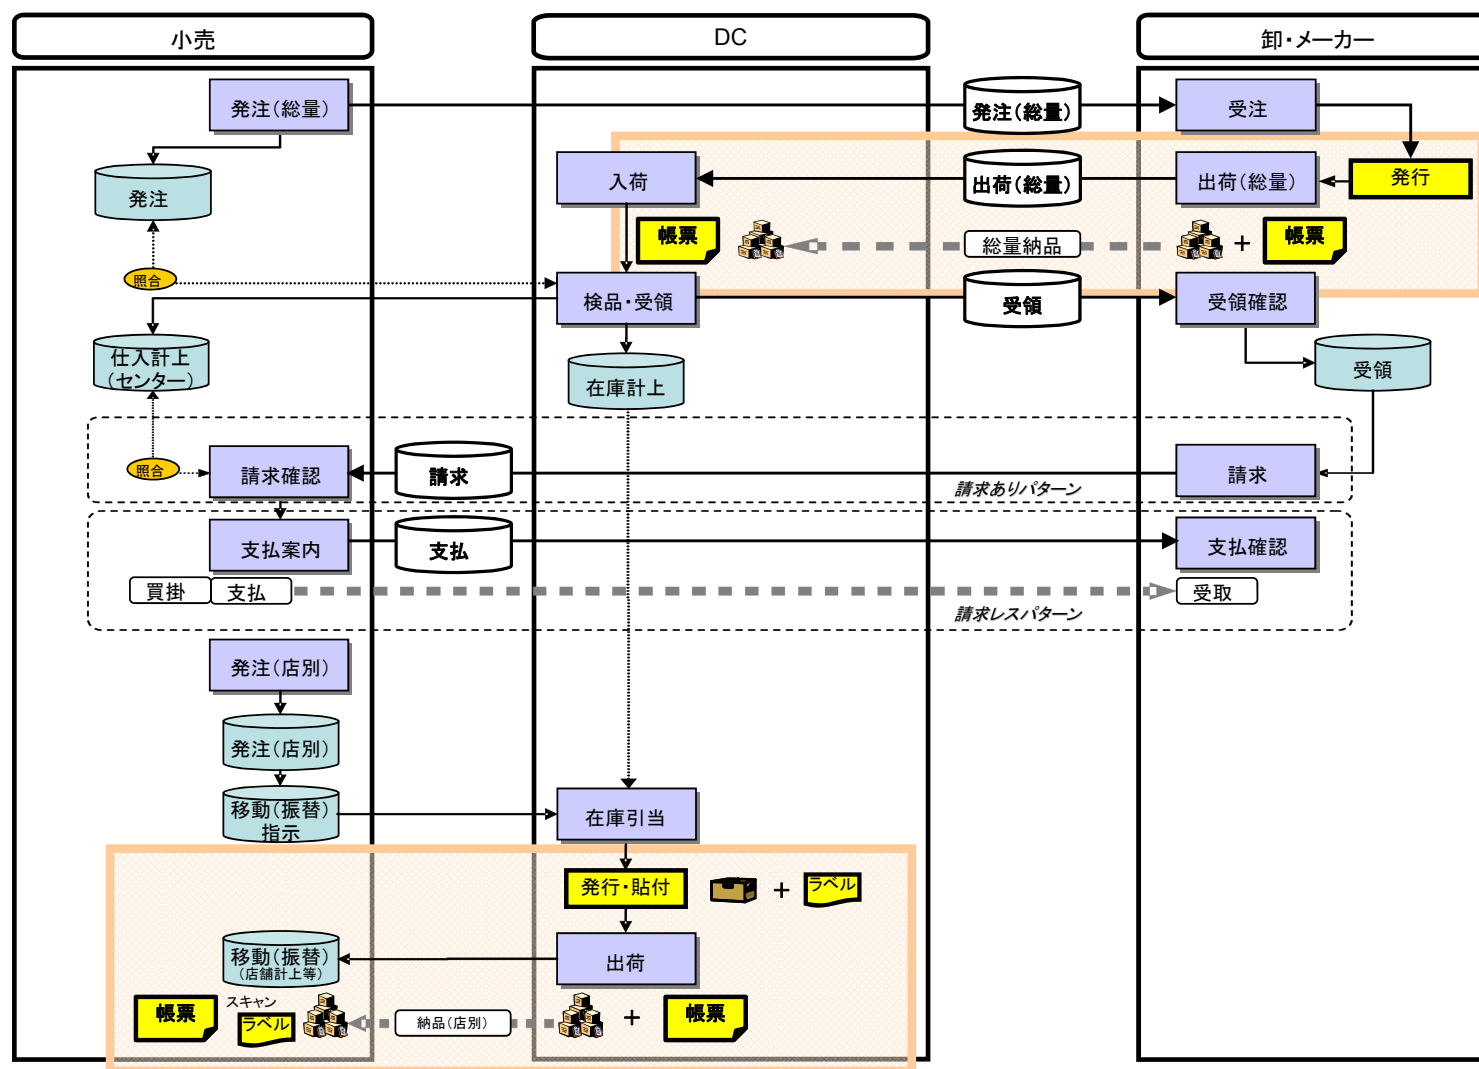 小売
DC
卸・メーカー
発注(総量)
発注(総量)
受注
発注
入荷
出荷(総量)
出荷(総量)
発行
帳票
総量納品
+
帳票
照合
検品・受領
受領
受領確認
仕入計上
(センター)
在庫計上
受領
照合
請求確認
請求
請求
請求ありパターン
支払案内
支払
支払確認
買掛
支払
受取
請求レスパターン
発注(店別)
発注(店別)
移動(振替)
指示
在庫引当
発行・貼付
+
ラベル
移動(振替)
(店舗計上等)
出荷
帳票
スキャン
ラベル
納品(店別)
+
帳票